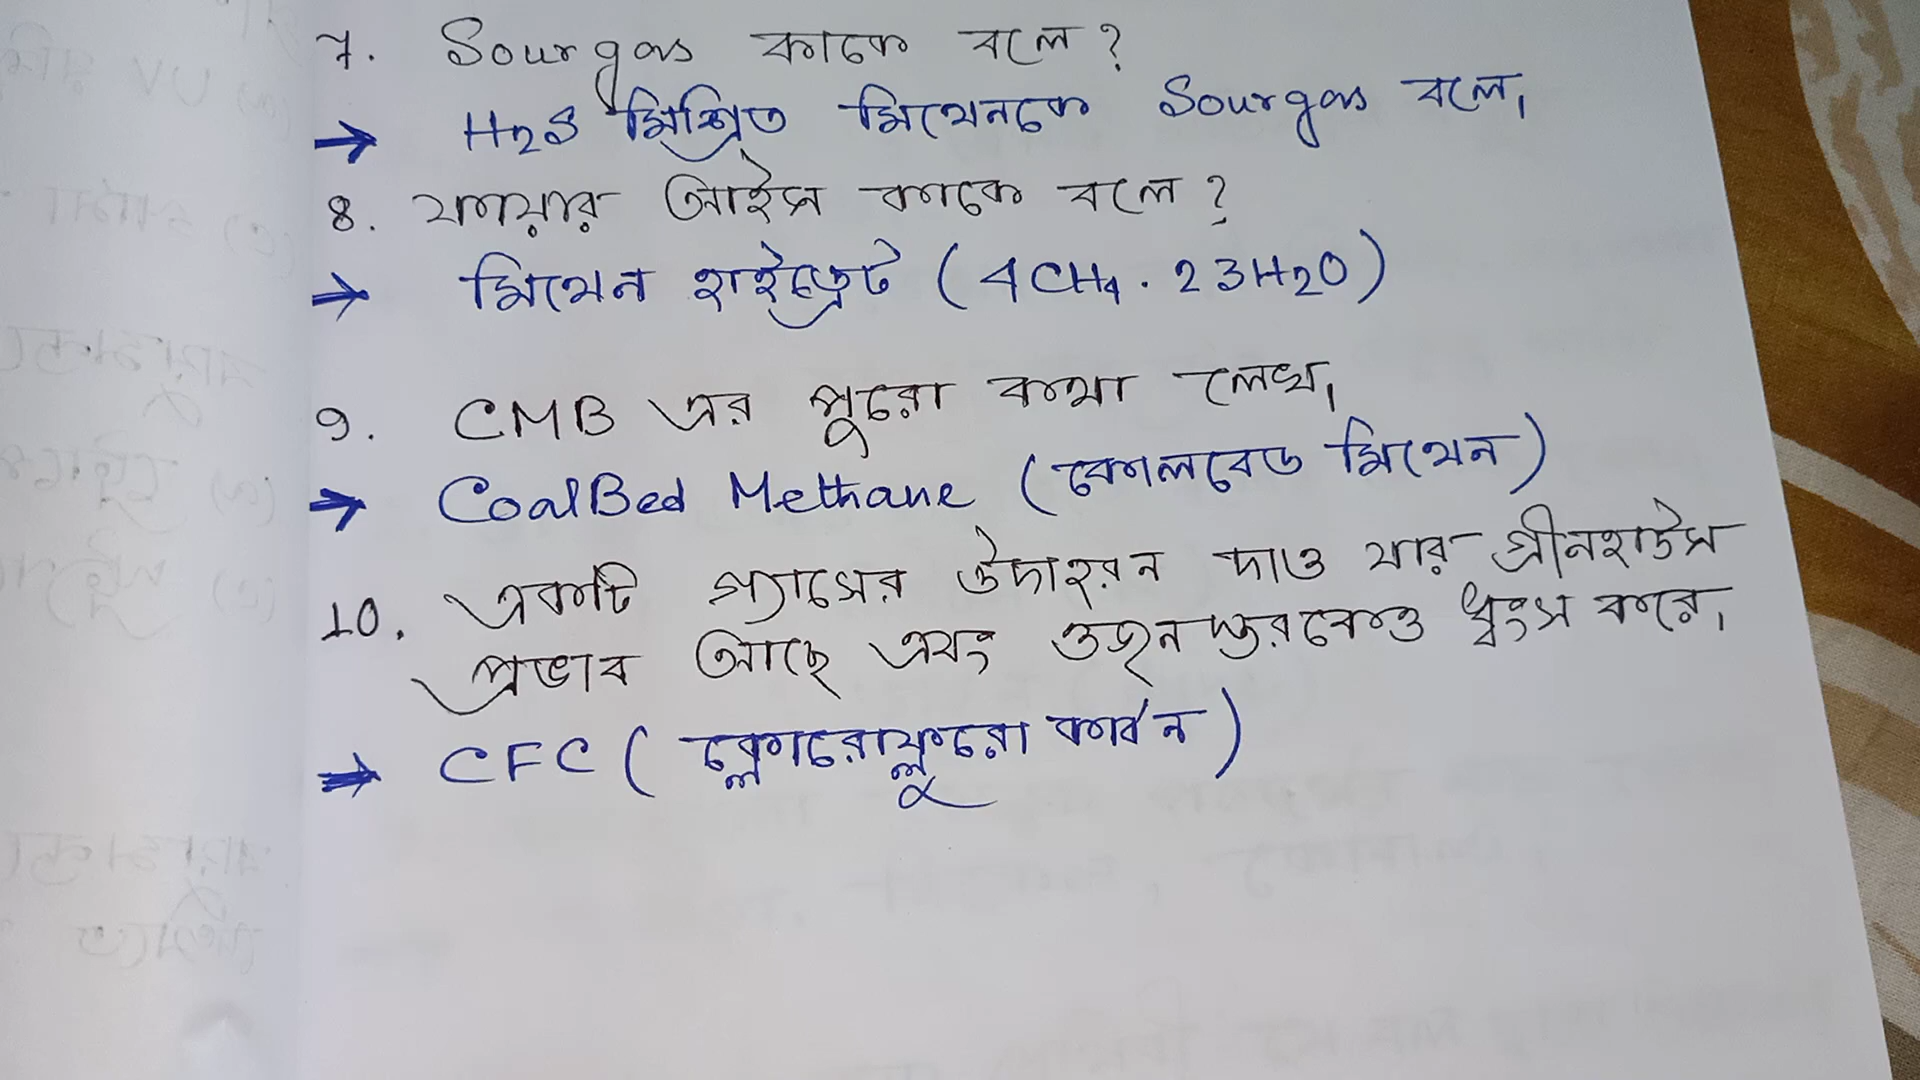 7. Sourgas কাকে বলে?
→ H2S মিশ্রিত মিথেনকে Sourgas বলে।
8. ফায়ার আইস কাকে বলে?
→ মিথেন হাইড্রেট (4CH4. 23H2O)
9. CMB এর পুরো কথা লেখ।
→ CoalBed Methane (কোলবেড মিথেন)
10. একটি গ্যাসের উদাহরন দাও যার গ্রীনহাউস
প্রভাব আছে এবং ওজনস্তরকেও ধ্বংস করে।
→ CFC (ক্লোরোফ্লুরো কার্বন)